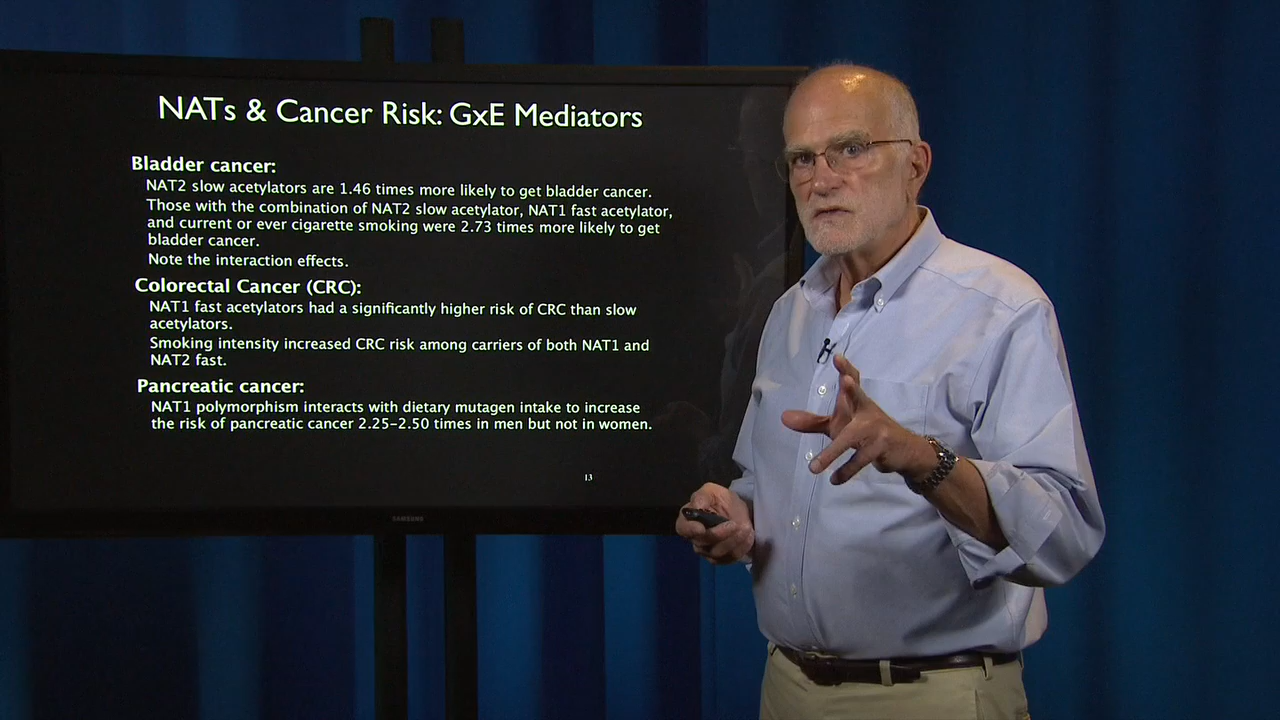 NATs & Cancer Risk: GxE Mediators
Bladder cancer:
NAT2 slow acetylators are 1.46 times more likely to get bladder cancer.
Those with the combination of NAT2 slow acetylator, NAT1 fast acetylator,
and current or ever cigarette smoking were 2.73 times more likely to get
bladder cancer.
Note the interaction effects.
Colorectal Cancer (CRC):
NAT1 fast acetylators had a significantly higher risk of CRC than slow
acetylators.
Smoking intensity increased CRC risk among carriers of both NAT1 and
NAT2 fast.
Pancreatic cancer:
NAT1 polymorphism interacts with dietary mutagen intake to increase
the risk of pancreatic cancer 2.25-2.50 times in men but not in women.
13
SAMSUNG